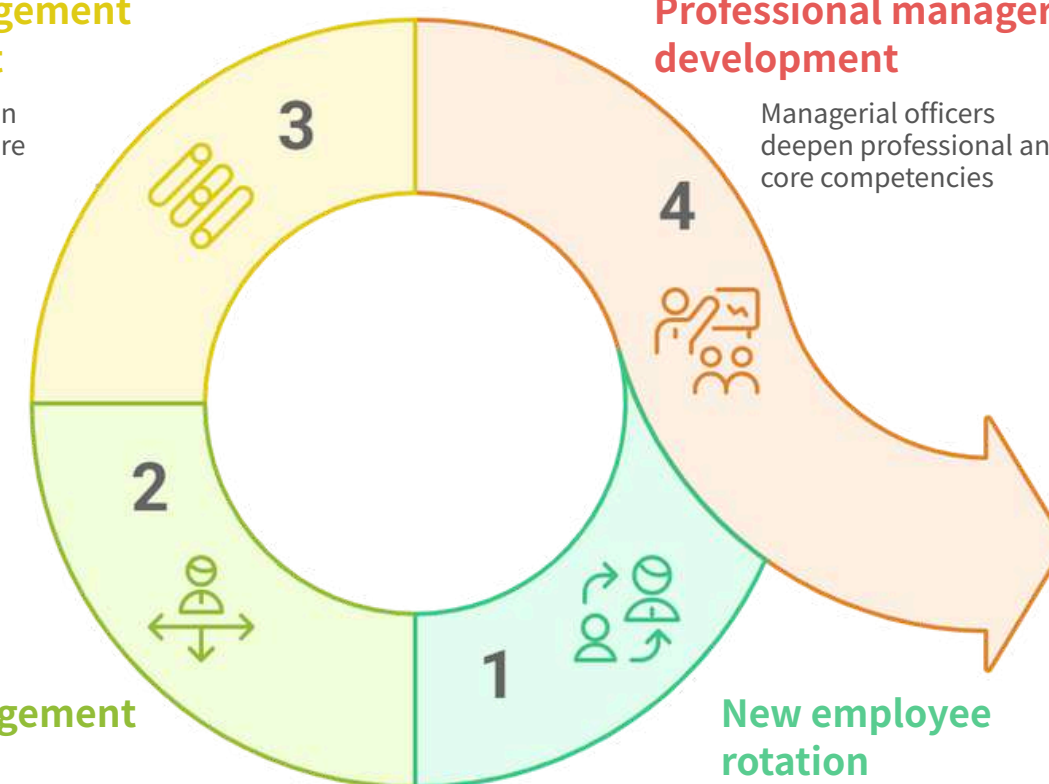 gement
t
n
re
3
Professional manager
development
Managerial officers
deepen professional an
core competencies
4
2
gement
1
New employee
rotation